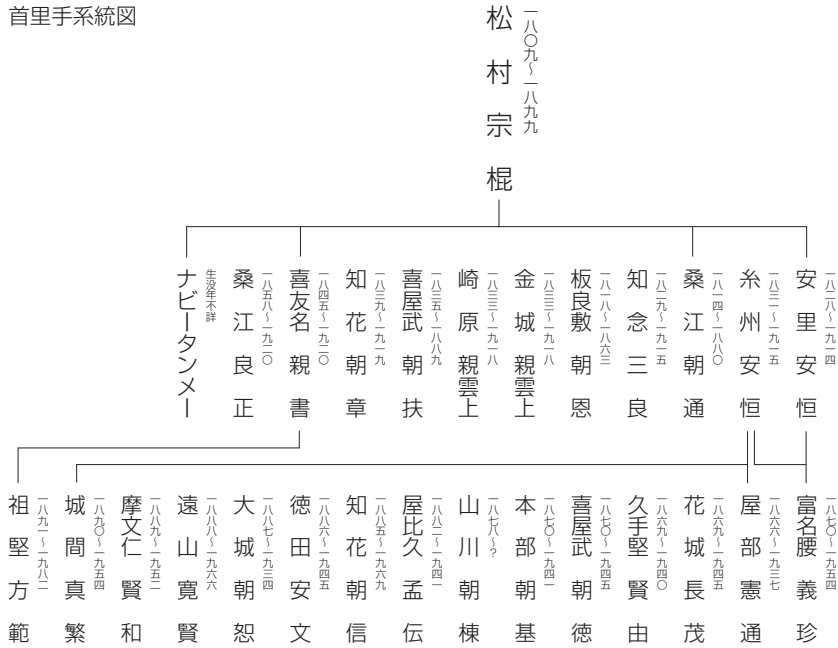 首里手系統図
一八〇九〜一八九九
松村宗棍
一八二八〜一九一四
安里安恒
一八三一〜一九一五
糸州安恒
一八一四〜一八八〇
桑江朝通
一八二九〜一九一五
知念三良
一八一八〜一八六三
板良敷朝恩
一八三三〜一九一八
金城親雲上
一八三三〜一九一八
崎原親雲上
一八三五〜一八八九
喜屋武朝扶
一八三九〜一九一九
知花朝章
一八四五〜一九二〇
喜友名親書
一八五八〜一九二〇
桑江良正
生没年不詳
ナビータンメー
一八七〇〜一九五四
富名腰義珍
一八六六〜一九三七
屋部憲通
一八六九〜一九四五
花城長茂
一八六九〜一九四〇
久手堅賢由
一八七〇〜一九四五
喜屋武朝徳
一八七〇〜一九四一
本部朝基
一八七八〜?
山川朝棟
一八八二〜一九四一
屋比久孟伝
一八八五〜一九六九
知花朝信
一八八六〜一九四五
徳田安文
一八八七〜一九三四
大城朝恕
一八八八〜一九六六
遠山寛賢
一八八九〜一九五二
摩文仁賢和
一八九〇〜一九五四
城間真繁
一八九一〜一九八二
祖堅方範